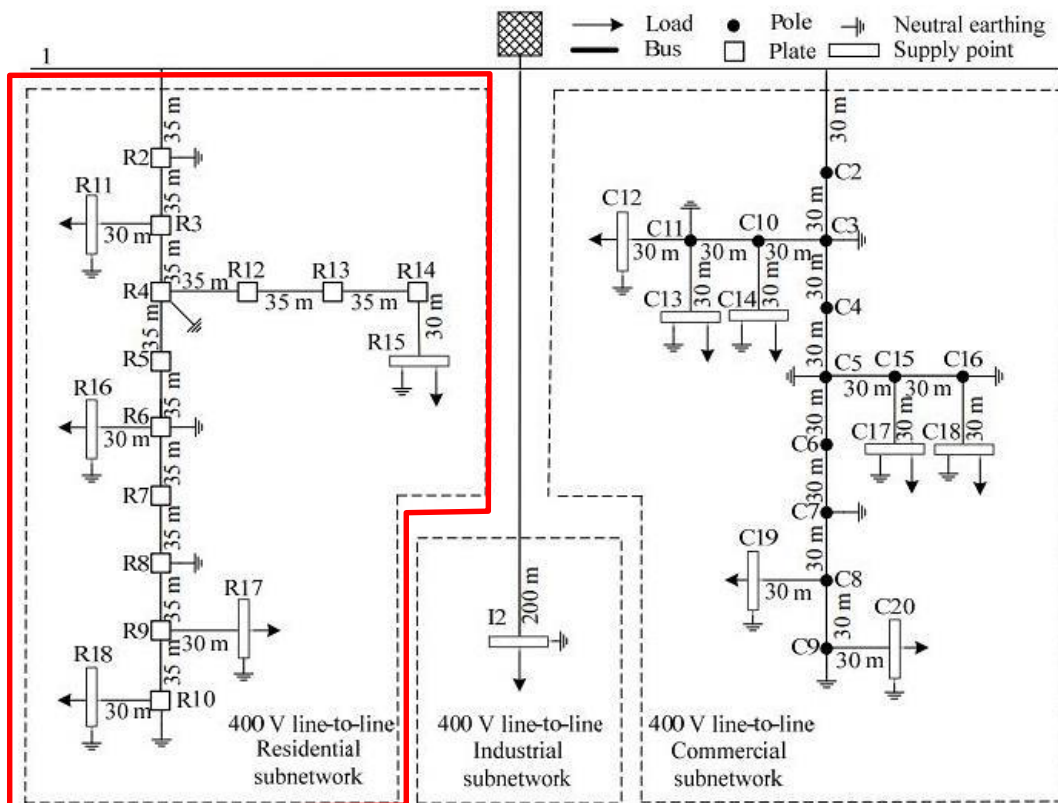 Load
Pole
Neutral earthing
Bus
Plate
Supply point
1
35 m
R2
35 m
R11
R3
30 m
35 m
R4
35 m
R12
35 m
R13
35 m
R14
30 m
R15
35 m
R5
35 m
R16
R6
30 m
35 m
R7
35 m
R8
35 m
R17
R9
30 m
35 m
R18
R10
30 m
400 V line-to-line
Residential
subnetwork
200 m
I2
400 V line-to-line
Industrial
subnetwork
30 m
C2
30 m
C12
C11
C10
C3
30 m
30 m
30 m
30 m
C13
30 m
C14
30 m
C4
30 m
C5
C15
C16
30 m
30 m
30 m
C17
30 m
C18
30 m
C6
30 m
C7
30 m
C19
C8
30 m
30 m
C20
C9
30 m
400 V line-to-line
Commercial
subnetwork